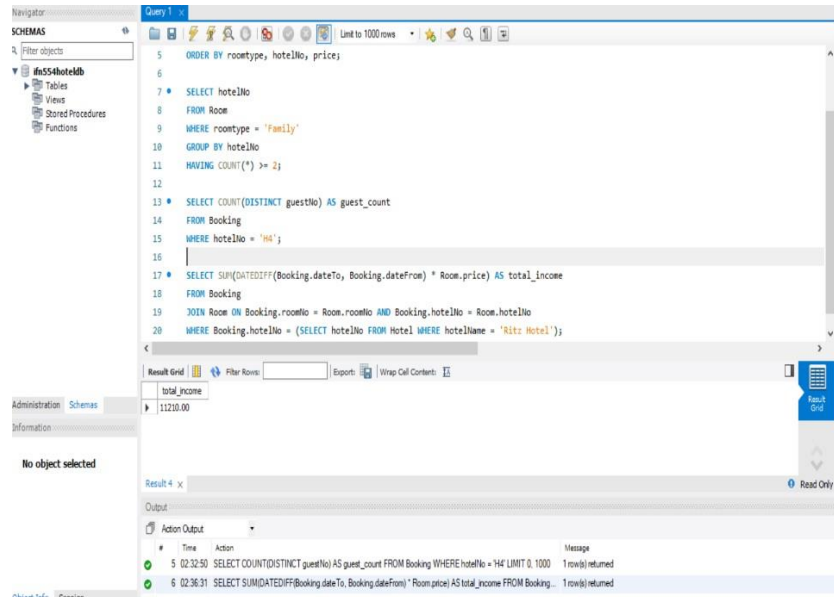 Navigator
SCHEMAS
Filter objects
ifn554hoteldb
Tables
Views
Stored Procedures
Functions
Administration Schemas
Information
No object selected
Query 1
Limit to 1000 rows
5 ORDER BY roomtype, hotelNo, price;
6
7 SELECT hotelNo
8 FROM Room
9 WHERE roomtype = 'Family'
10 GROUP BY hotelNo
11 HAVING COUNT(*) >= 2;
12
13 SELECT COUNT(DISTINCT guestNo) AS guest_count
14 FROM Booking
15 WHERE hotelNo = 'H4';
16
17 SELECT SUM(DATEDIFF(Booking.dateTo, Booking.dateFrom) * Room.price) AS total_income
18 FROM Booking
19 JOIN Room ON Booking.roomNo = Room.roomNo AND Booking.hotelNo = Room.hotelNo
20 WHERE Booking.hotelNo = (SELECT hotelNo FROM Hotel WHERE hotelName = 'Ritz Hotel');
Result Grid Filter Rows: Export: Wrap Cell Content:
total_income
11210.00
Result Grid
Result 4 Read Only
Output
Action Output
# Time Action Message
5 02:32:50 SELECT COUNT(DISTINCT guestNo) AS guest_count FROM Booking WHERE hotelNo = 'H4' LIMIT 0, 1000 1 row(s) returned
6 02:36:31 SELECT SUM(DATEDIFF(Booking.dateTo, Booking.dateFrom) * Room.price) AS total_income FROM Booking... 1 row(s) returned